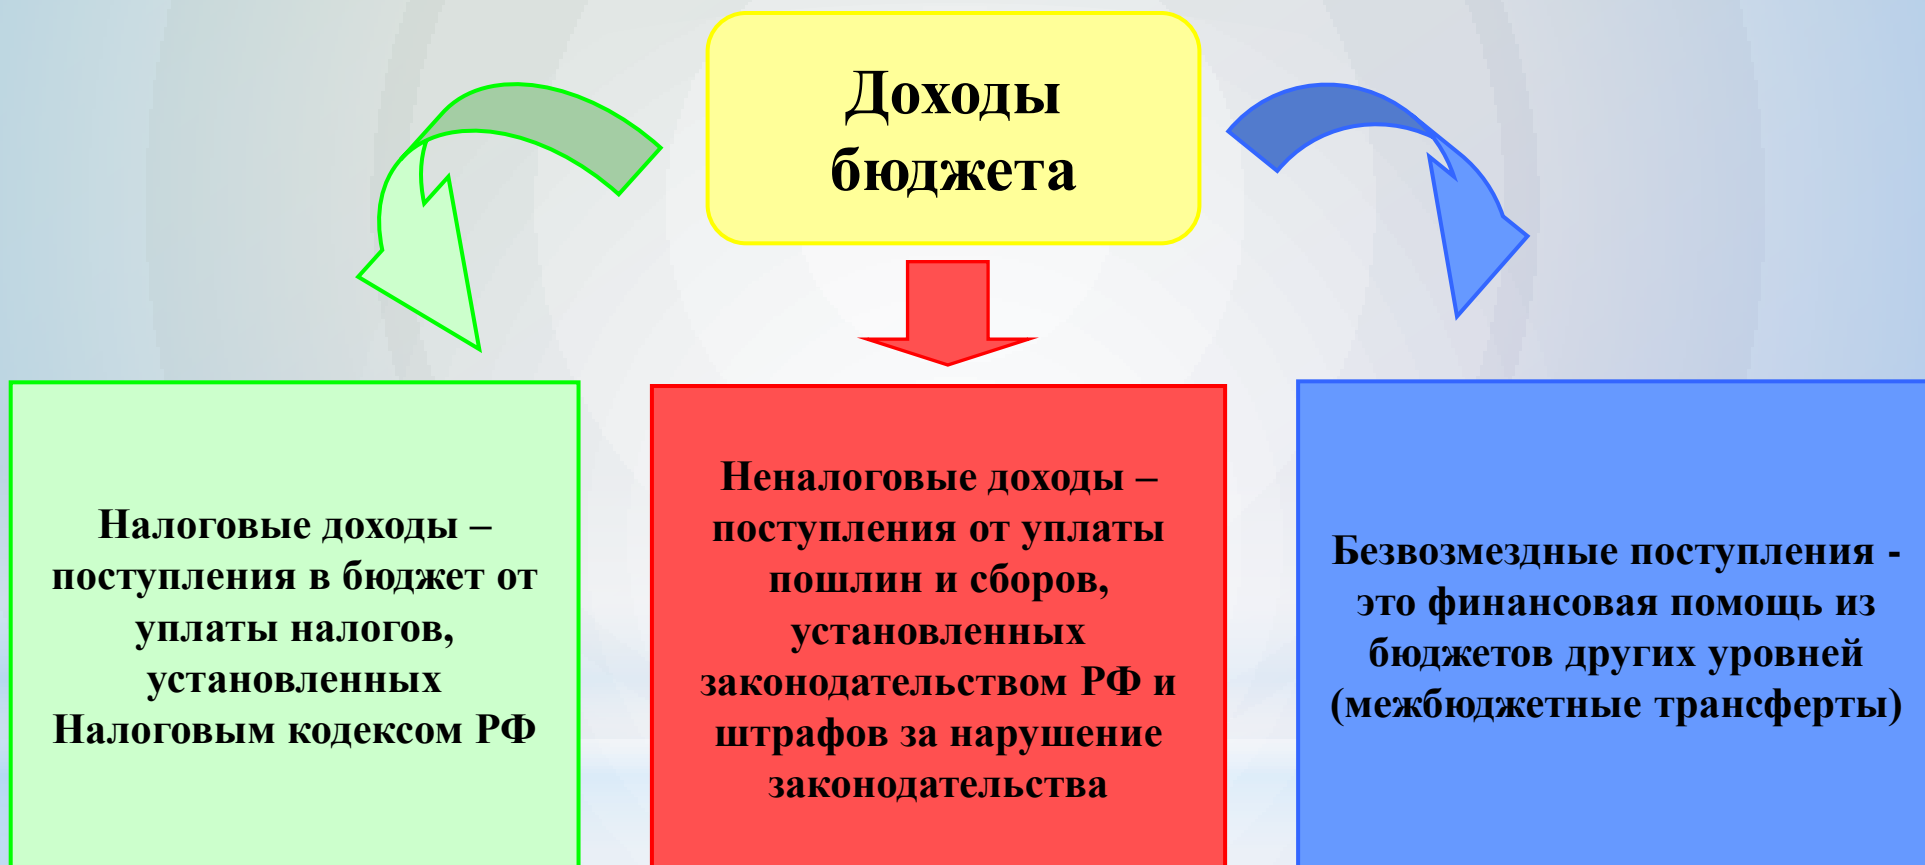 Доходы
бюджета
Налоговые доходы –
поступления в бюджет от
уплаты налогов,
установленных
Налоговым кодексом РФ
Неналоговые доходы –
поступления от уплаты
пошлин и сборов,
установленных
законодательством РФ и
штрафов за нарушение
законодательства
Безвозмездные поступления -
это финансовая помощь из
бюджетов других уровней
(межбюджетные трансферты)